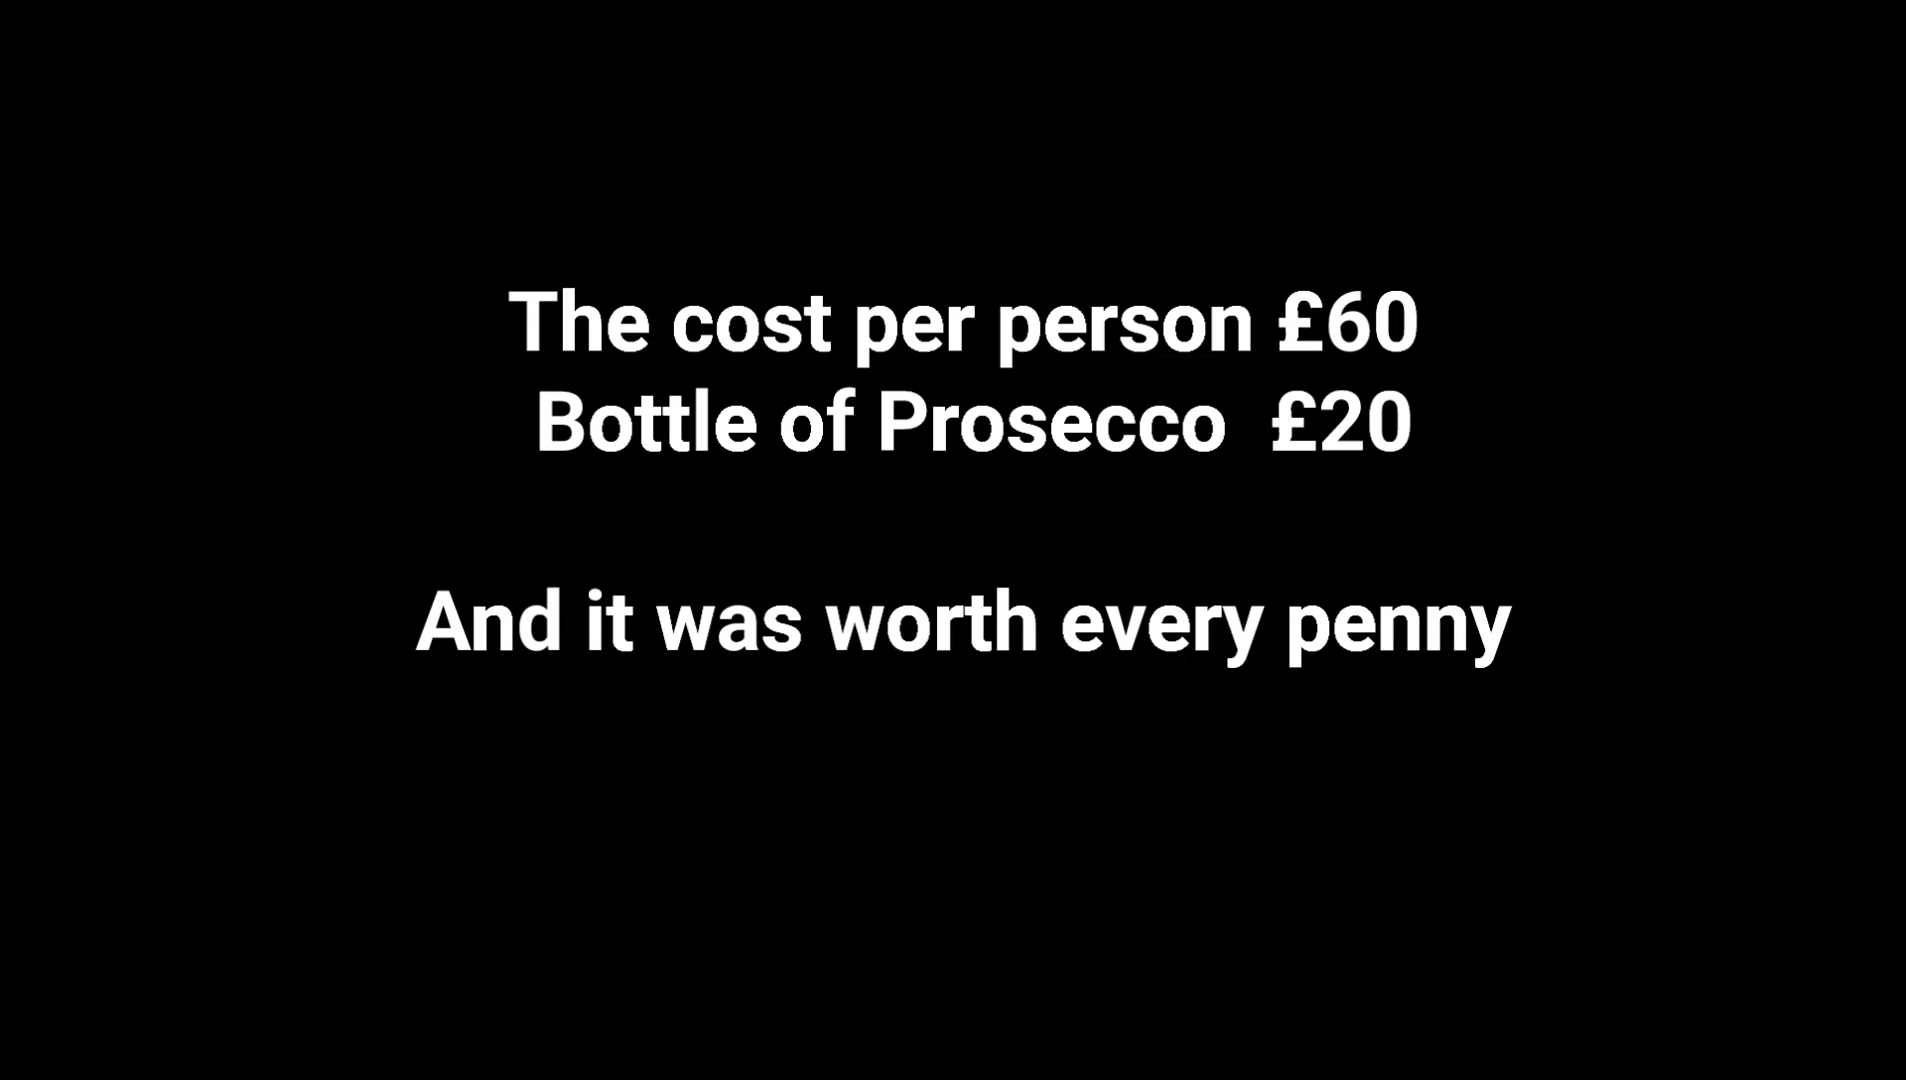 The cost per person £60
Bottle of Prosecco  £20
And it was worth every penny